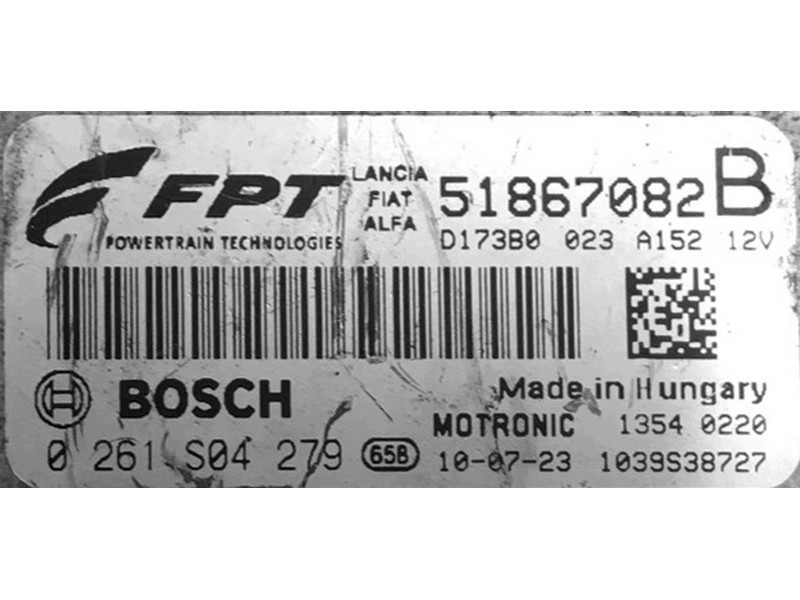 FPT
POWERTRAIN TECHNOLOGIES
LANCIA
FIAT
ALFA
51867082 B
D173B0 023 A152 12V
BOSCH
Made in Hungary
MOTRONIC 1354 0220
0 261 S04 279 65B 10-07-23 1039S38727